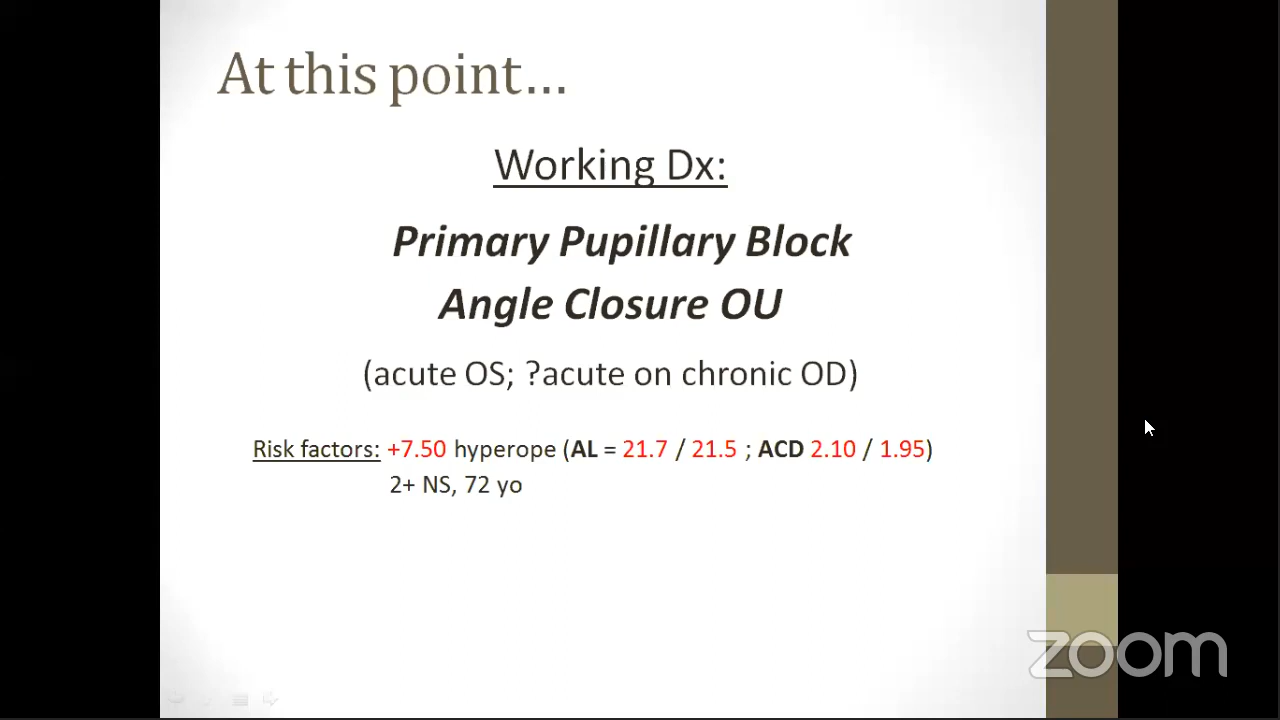 At this point...
Working Dx:
Primary Pupillary Block
Angle Closure OU
(acute OS; ?acute on chronic OD)
Risk factors: +7.50 hyperope (AL = 21.7 / 21.5 ; ACD 2.10 / 1.95)
2+ NS, 72 yo
zoom